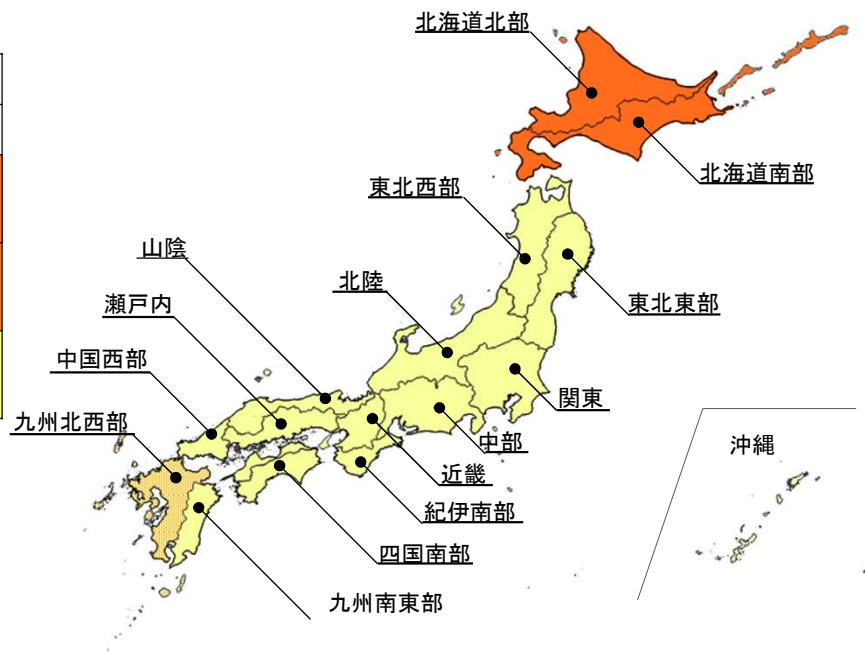 北海道北部
北海道南部
東北西部
山陰
北陸
東北東部
瀬戸内
中国西部
関東
九州北西部
中部
沖縄
近畿
紀伊南部
四国南部
九州南東部